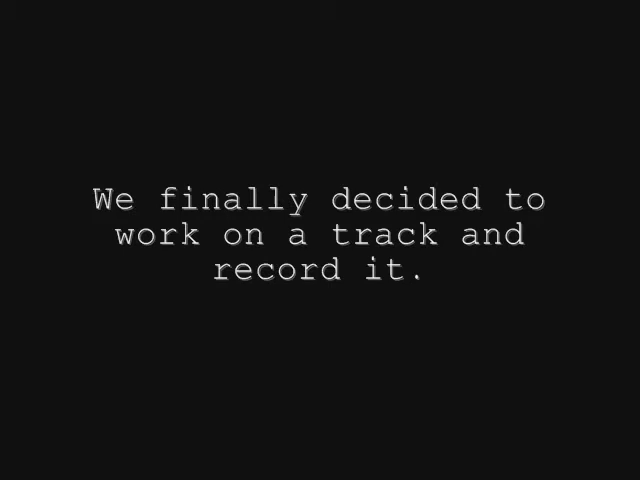 We finally decided to
work on a track and
record it.